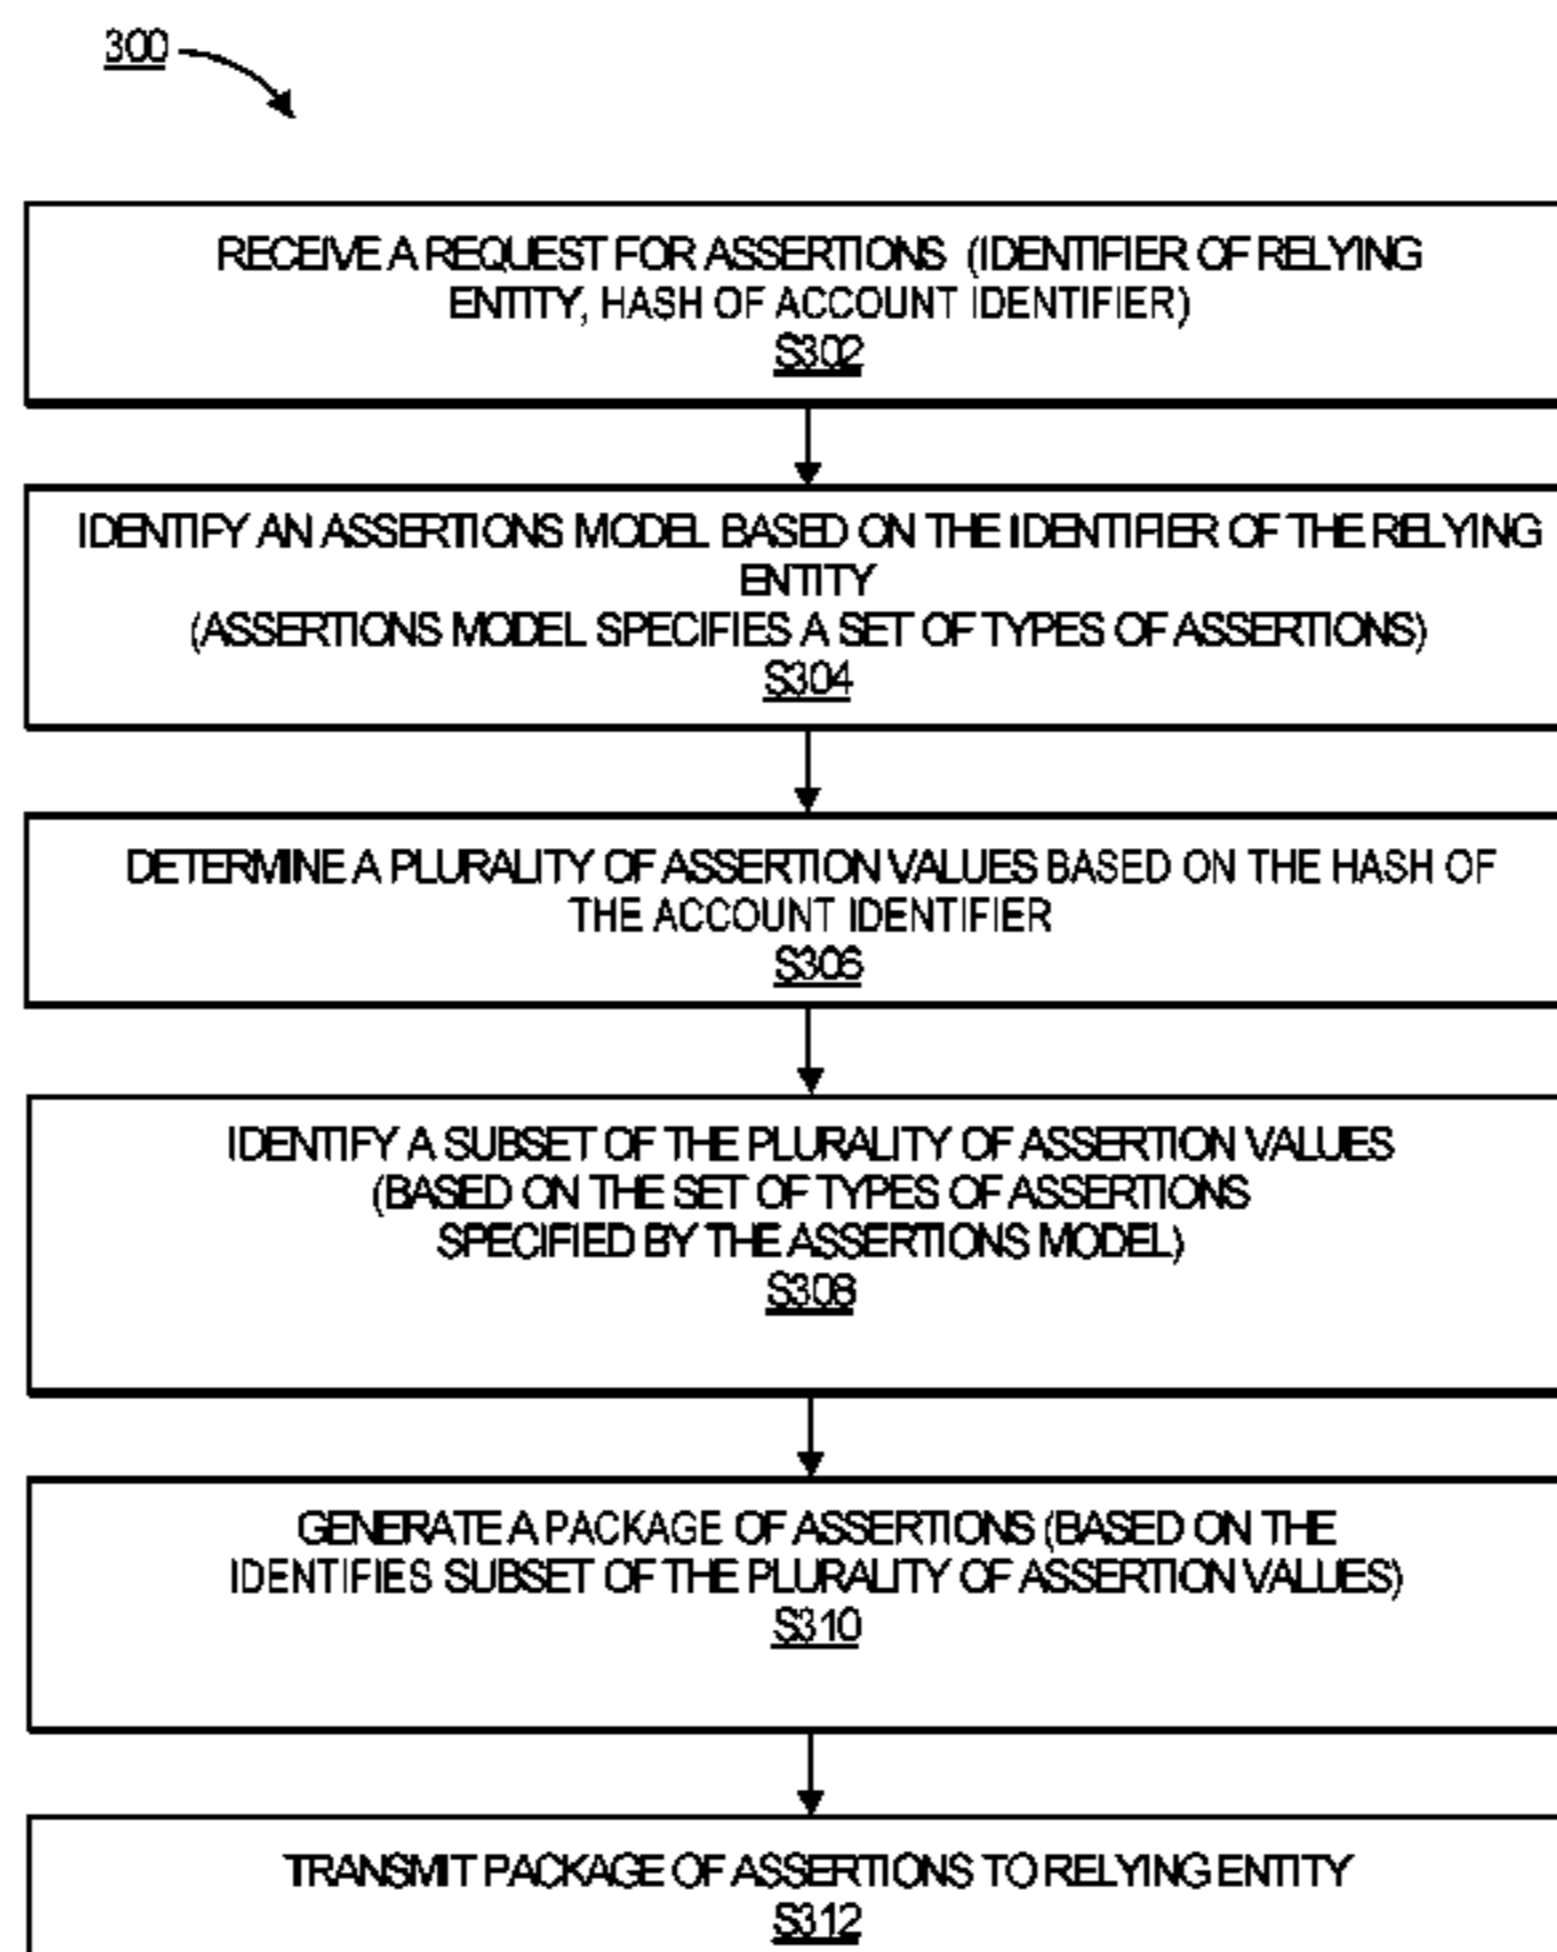 300
RECEIVE A REQUEST FOR ASSERTIONS (IDENTIFIER OF RELYING
ENTITY, HASH OF ACCOUNT IDENTIFIER)
S302
IDENTIFY AN ASSERTIONS MODEL BASED ON THE IDENTIFIER OF THE RELYING
ENTITY
(ASSERTIONS MODEL SPECIFIES A SET OF TYPES OF ASSERTIONS)
S304
DETERMINE A PLURALITY OF ASSERTION VALUES BASED ON THE HASH OF
THE ACCOUNT IDENTIFIER
S306
IDENTIFY A SUBSET OF THE PLURALITY OF ASSERTION VALUES
(BASED ON THE SET OF TYPES OF ASSERTIONS
SPECIFIED BY THE ASSERTIONS MODEL)
S308
GENERATE A PACKAGE OF ASSERTIONS (BASED ON THE
IDENTIFIES SUBSET OF THE PLURALITY OF ASSERTION VALUES)
S310
TRANSMIT PACKAGE OF ASSERTIONS TO RELYING ENTITY
S312